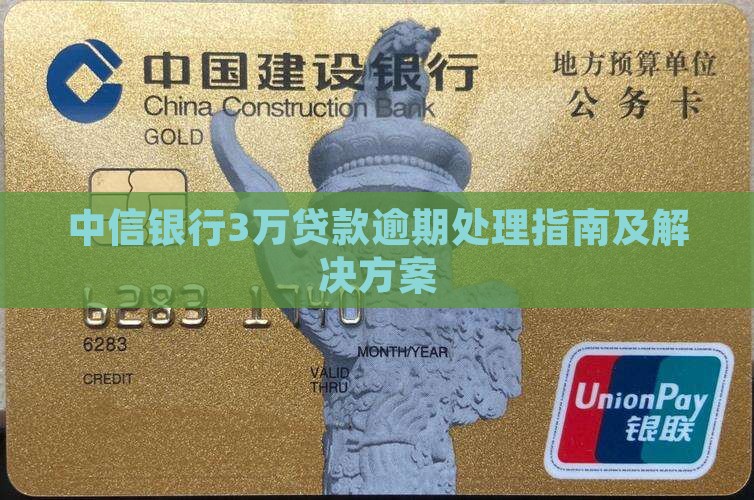 中国建设银行
China Construction Bank
GOLD
地方预算单位
公务卡
中信银行3万贷款逾期处理指南及解
决方案
6283 1740
6283
MONTH/YEAR
VALID
THRU
CREDIT
UnionPay
银联